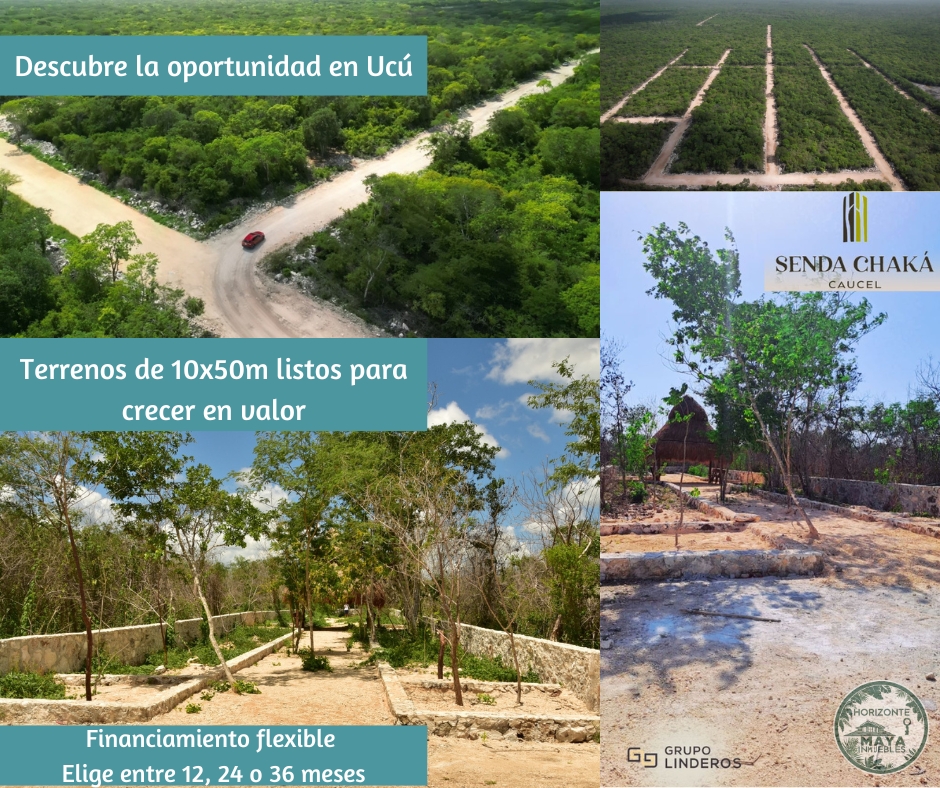 Descubre la oportunidad en Ucú
SENDA CHAKÁ
CAUCEL
Terrenos de 10x50m listos para
crecer en valor
Financiamiento flexible
Elige entre 12, 24 o 36 meses
GRUPO
LINDEROS
HORIZONTE
MAYA
INMUEBLES